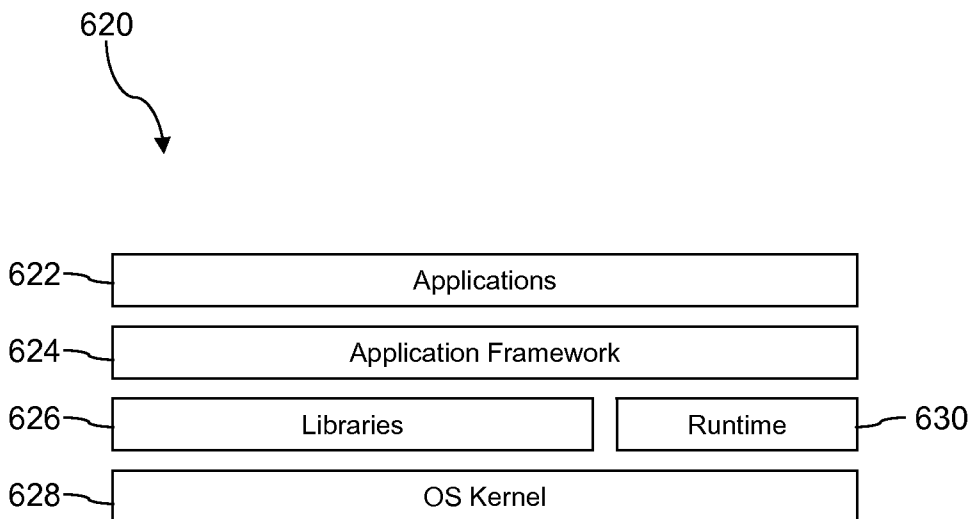 620
622 Applications
624 Application Framework
626 Libraries Runtime 630
628 OS Kernel